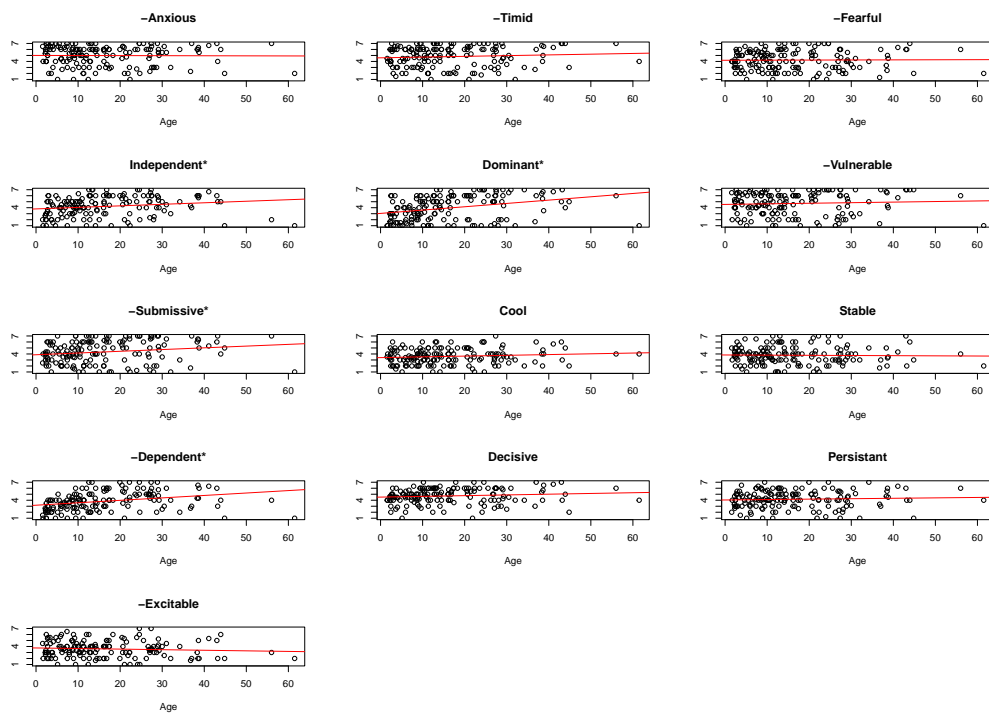 −Anxious
−Timid
−Fearful
1 4 7
1 4 7
1 4 7
0 10 20 30 40 50 60
0 10 20 30 40 50 60
0 10 20 30 40 50 60
Age
Age
Age
Independent*
Dominant*
−Vulnerable
1 4 7
1 4 7
1 4 7
0 10 20 30 40 50 60
0 10 20 30 40 50 60
0 10 20 30 40 50 60
Age
Age
Age
−Submissive*
Cool
Stable
1 4 7
1 4 7
1 4 7
0 10 20 30 40 50 60
0 10 20 30 40 50 60
0 10 20 30 40 50 60
Age
Age
Age
−Dependent*
Decisive
Persistant
1 4 7
1 4 7
1 4 7
0 10 20 30 40 50 60
0 10 20 30 40 50 60
0 10 20 30 40 50 60
Age
Age
Age
−Excitable
1 4 7
0 10 20 30 40 50 60
Age